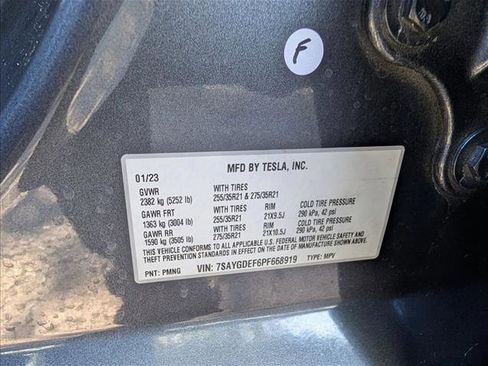 F
MFD BY TESLA, INC.
01/23
GVWR WITH TIRES
2382 kg (5252 lb) 255/35R21 & 275/35R21
GAWR FRT WITH TIRES RIM COLD TIRE PRESSURE
1363 kg (3004 lb) 255/35R21 21X9.5J 290 kPa, 42 psi
GAWR RR WITH TIRES RIM COLD TIRE PRESSURE
1590 kg (3505 lb) 275/35R21 21X10.5J 290 kPa, 42 psi
THIS VEHICLE CONFORMS TO ALL APPLICABLE U.S. FEDERAL MOTOR VEHICLE SAFETY AND
THEFT PREVENTION STANDARDS IN EFFECT ON THE DATE OF MANUFACTURE SHOWN ABOVE.
PNT: PMNG VIN: 7SAYGDEF6PF668919 TYPE: MPV